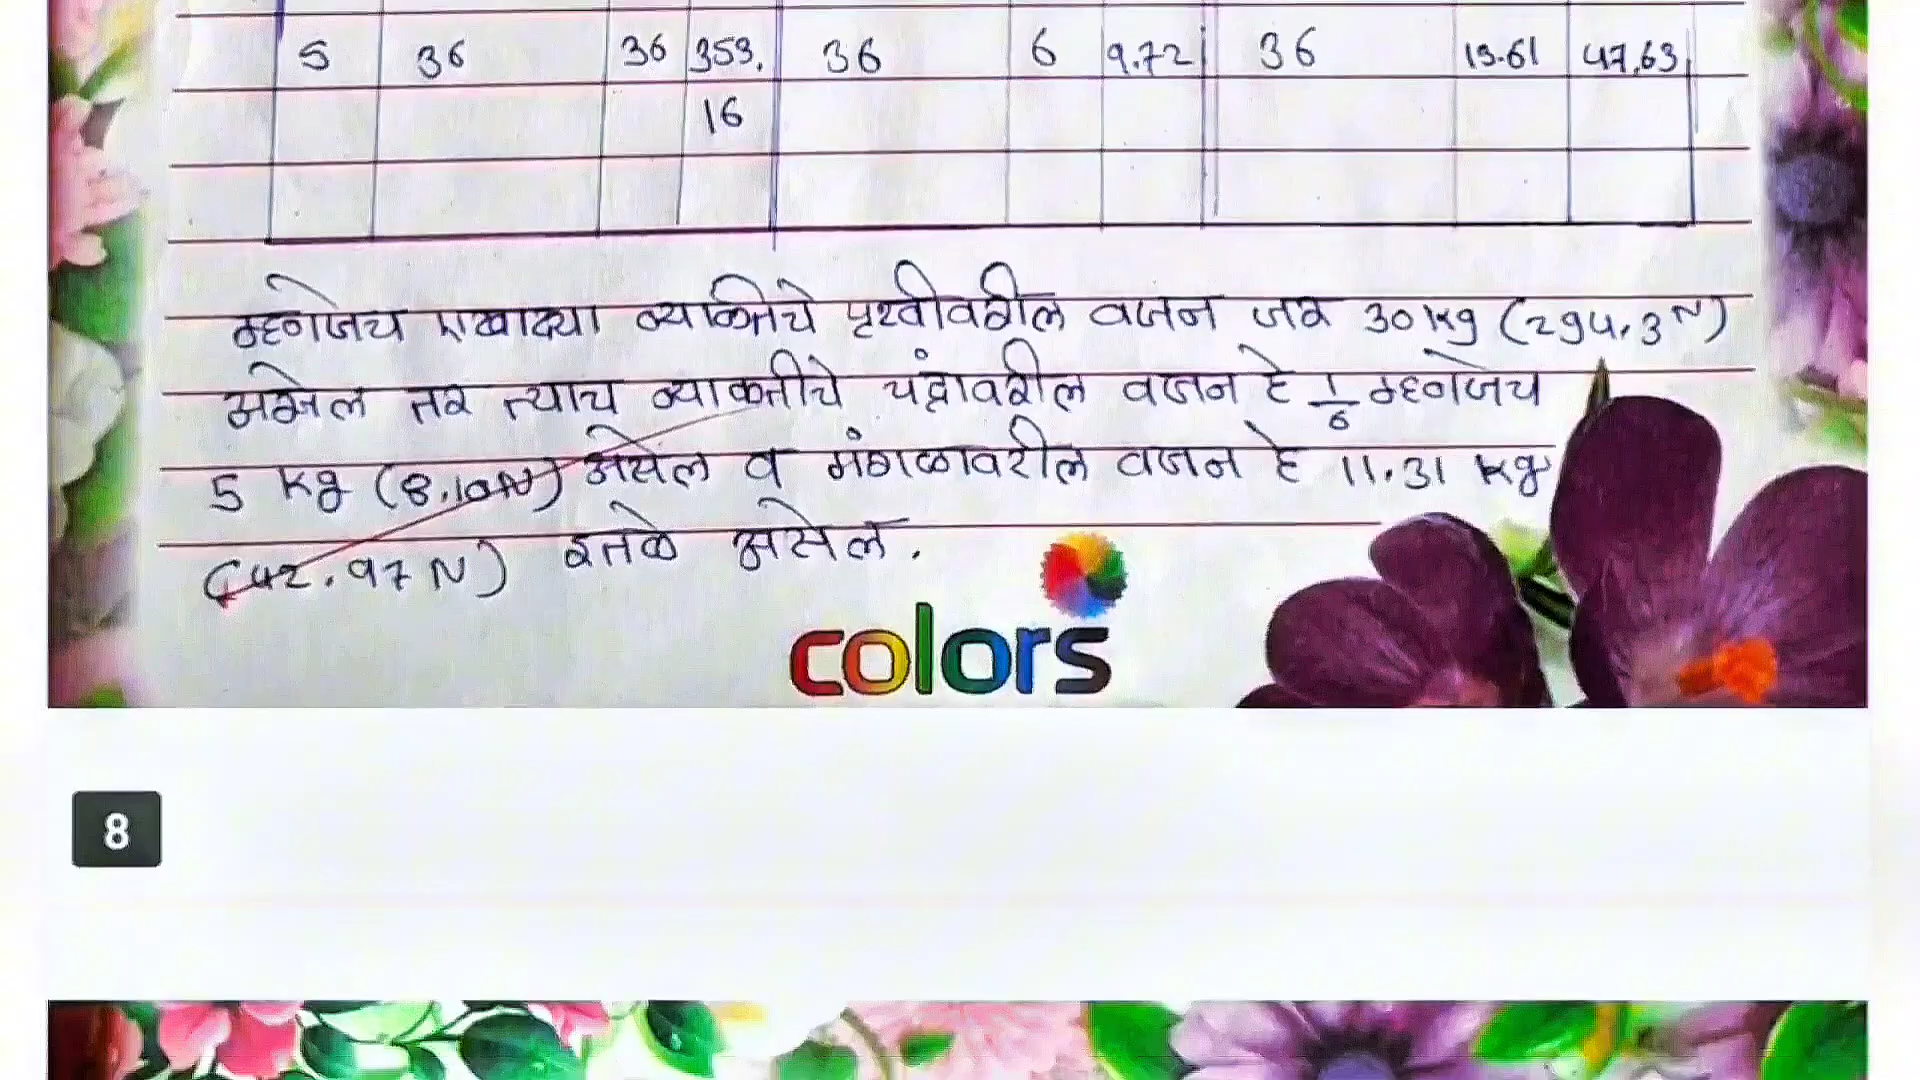 5 36 36 353. 36 6 9.72 36 13.61 47.63
16
म्हणजेच एखाद्या व्यक्तिचे पृथ्वीवरील वजन जर 30 kg (294.3 N)
असेल तर त्याच व्यक्तीचे चंद्रावरील वजन हे 1/6 म्हणजेच
5 kg (8.10N) असेल व मंगळावरील वजन हे 11.31 kg
(42.97 N) इतके असेल.
colors
8